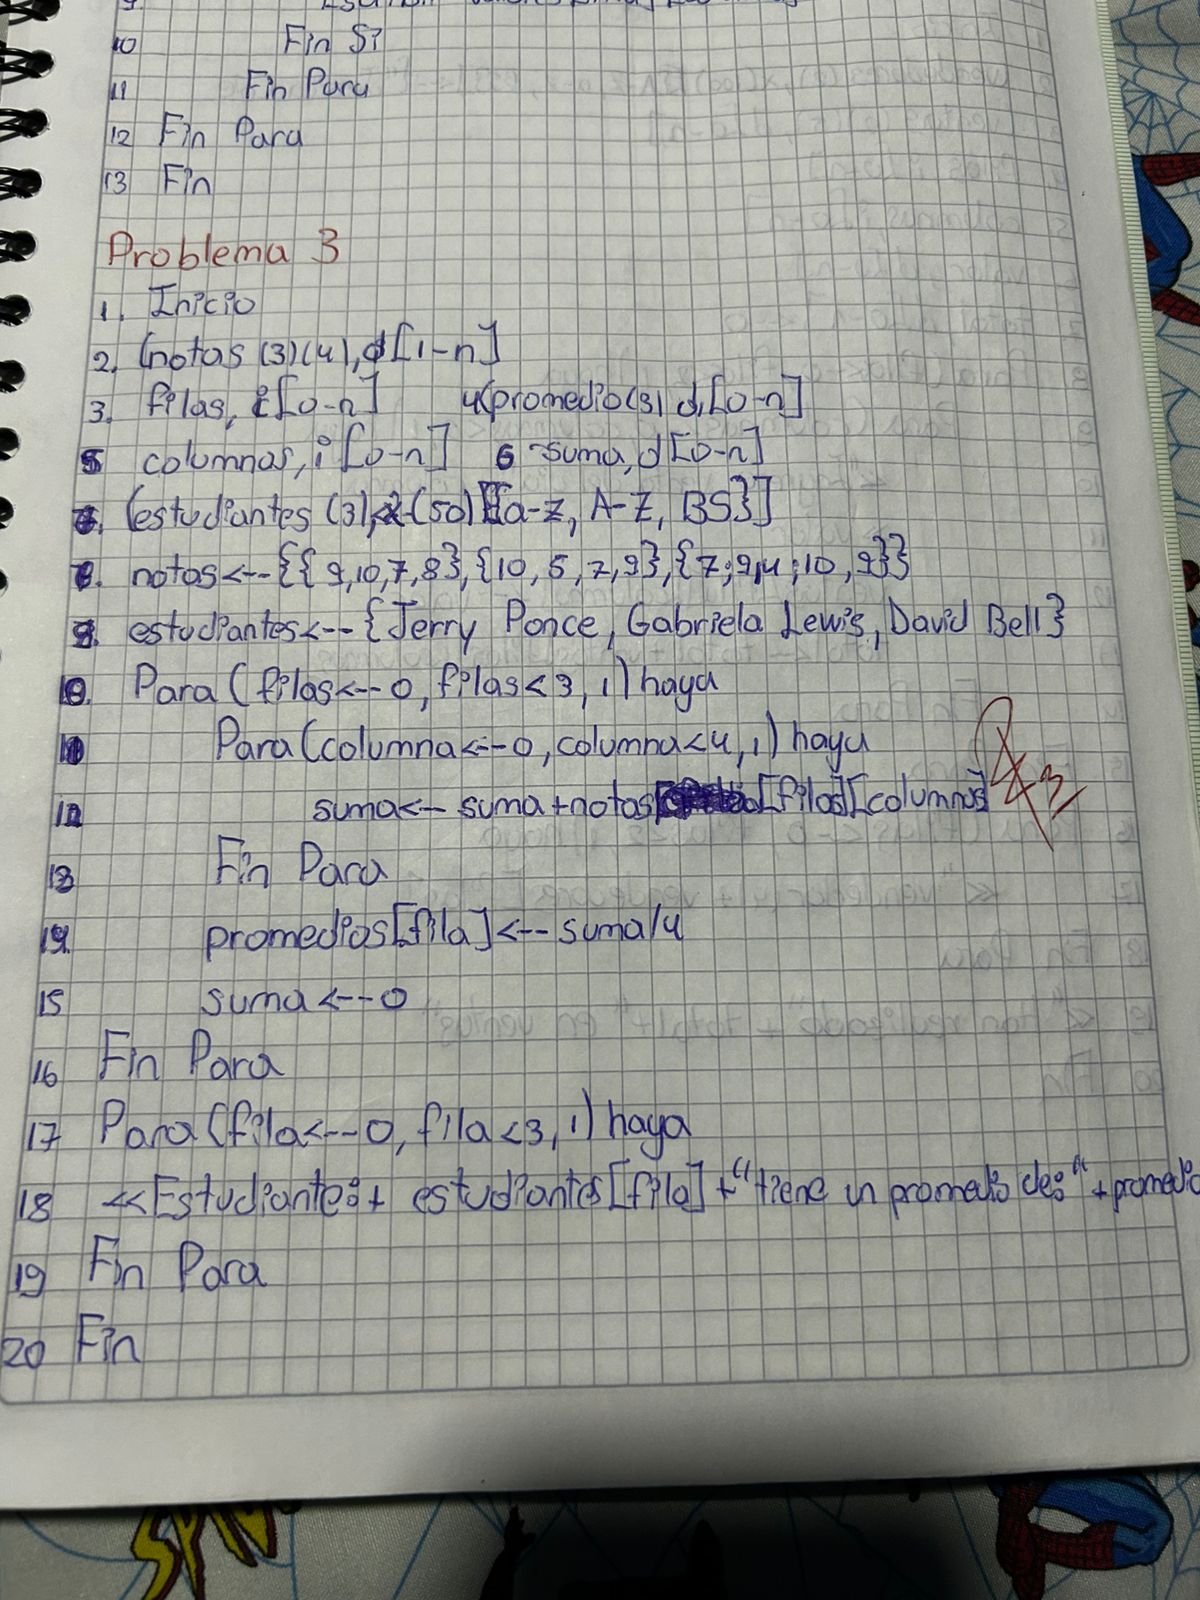 10 Fin Si
11 Fin Para
12 Fin Para
13 Fin
Problema 3
1. Inicio
2. (notas (3)(4), d[1-n]
3. filas, i[0-n] 4(promedio(3) d,[0-n]
5 columnas, i[0-n] 6 suma, d[0-n]
(estudiantes (3), (50)[{a-z, A-Z, BS}]
8. notas<--{{9,10,7,8},{10,5,7,9},{7;9,4;10,9}}
9. estudiantes<--{Jerry Ponce, Gabriela Lewis, David Bell}
10. Para(filas<--0, filas<3, 1) haga
11 Para(columna<--0, columna<4, 1) haga
12 suma<-- suma+notas[filas][columnas]
13 Fin Para
14. promedios[fila]<-- suma/4
15 suma<--0
16 Fin Para
17 Para(fila<--0, fila<3, 1) haga
18 <<Estudiante:+ estudiantes[fila]+"tiene un promedio de:"+promedio
19 Fin Para
20 Fin